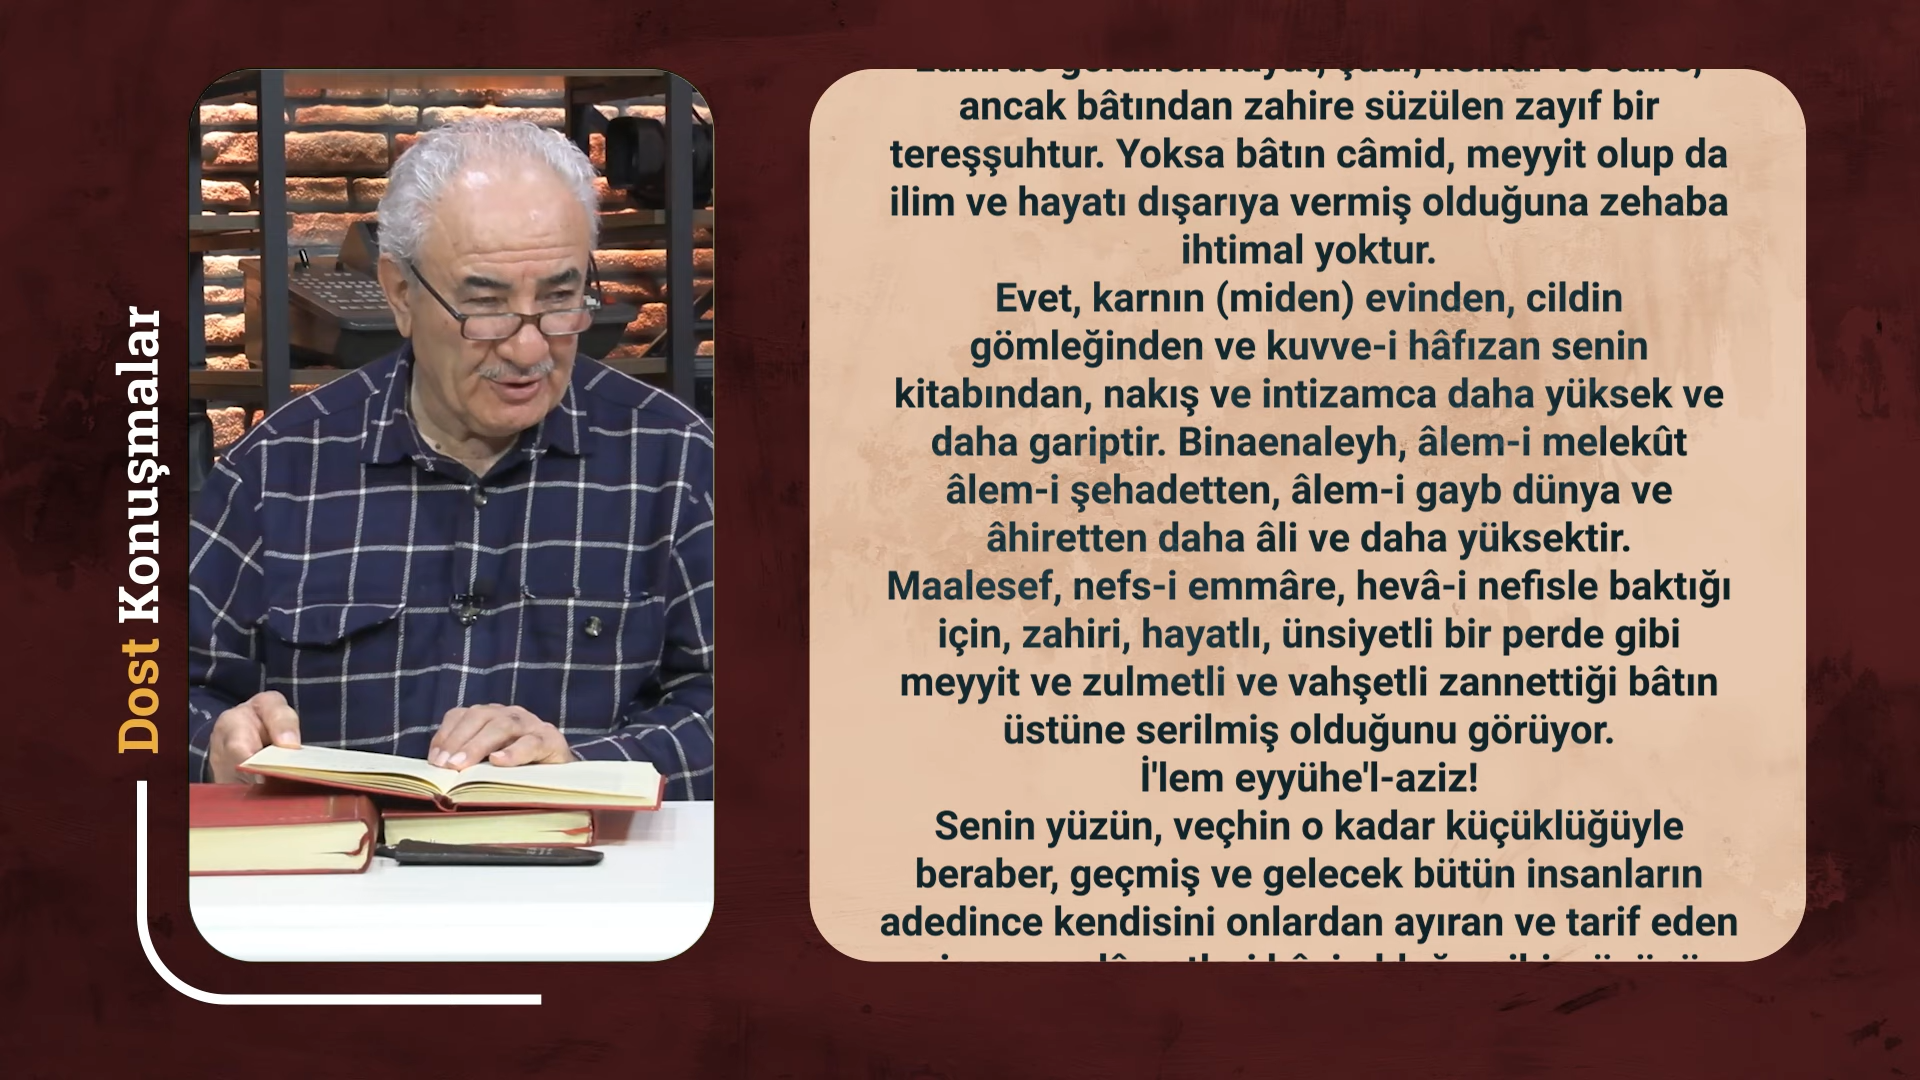 Dost Konuşmalar
ancak bâtından zahire süzülen zayıf bir
tereşşuhtur. Yoksa bâtın câmid, meyyit olup da
ilim ve hayatı dışarıya vermiş olduğuna zehaba
ihtimal yoktur.
Evet, karnın (miden) evinden, cildin
gömleğinden ve kuvve-i hâfızan senin
kitabından, nakış ve intizamca daha yüksek ve
daha gariptir. Binaenaleyh, âlem-i melekût
âlem-i şehadetten, âlem-i gayb dünya ve
âhiretten daha âli ve daha yüksektir.
Maalesef, nefs-i emmâre, hevâ-i nefisle baktığı
için, zahiri, hayatlı, ünsiyetli bir perde gibi
meyyit ve zulmetli ve vahşetli zannettiği bâtın
üstüne serilmiş olduğunu görüyor.
İ'lem eyyühe'l-aziz!
Senin yüzün, veçhin o kadar küçüklüğüyle
beraber, geçmiş ve gelecek bütün insanların
adedince kendisini onlardan ayıran ve tarif eden